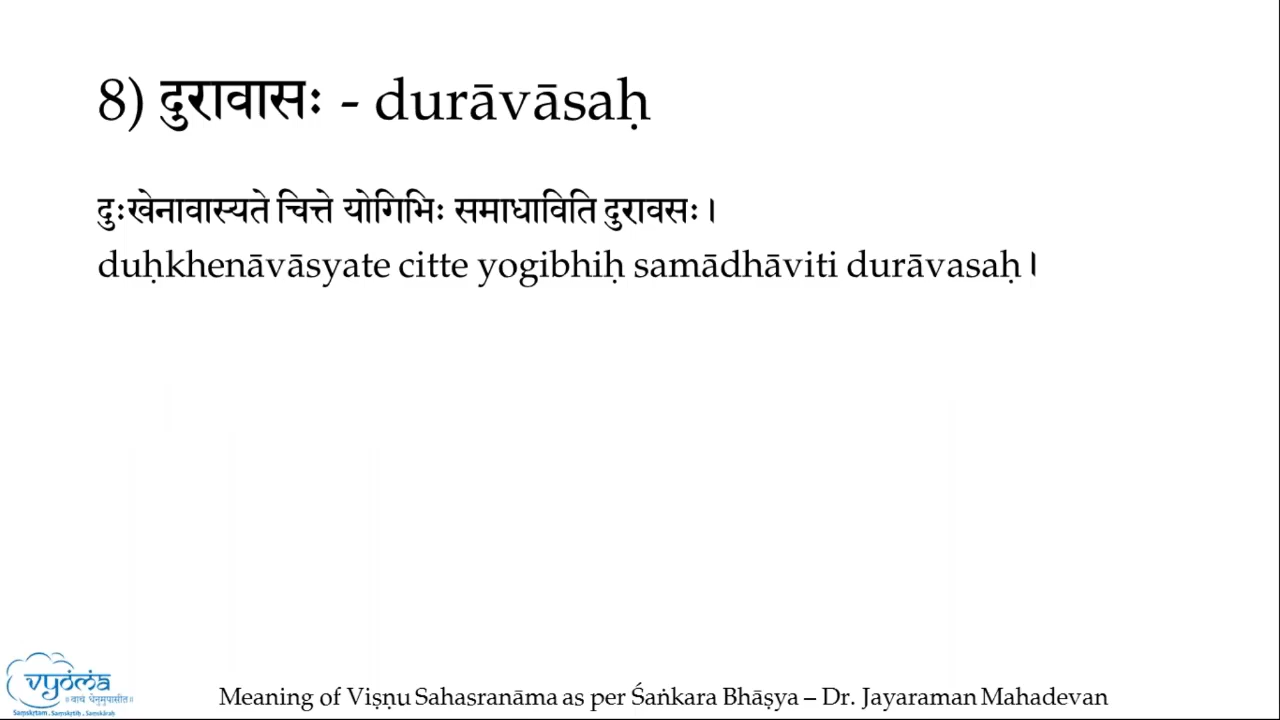 8) दुरावासः - durāvāsaḥ
दुःखेनावास्यते चित्ते योगिभिः समाधाविति दुरावसः ।
duḥkhenāvāsyate citte yogibhiḥ samādhāviti durāvasaḥ ।
vyoma
॥ वाचं धेनुमुपासीत॥
Saṃskṛtam . Saṃskṛtiḥ . Saṃskāraḥ
Meaning of Viṣṇu Sahasranāma as per Śaṅkara Bhāṣya – Dr. Jayaraman Mahadevan